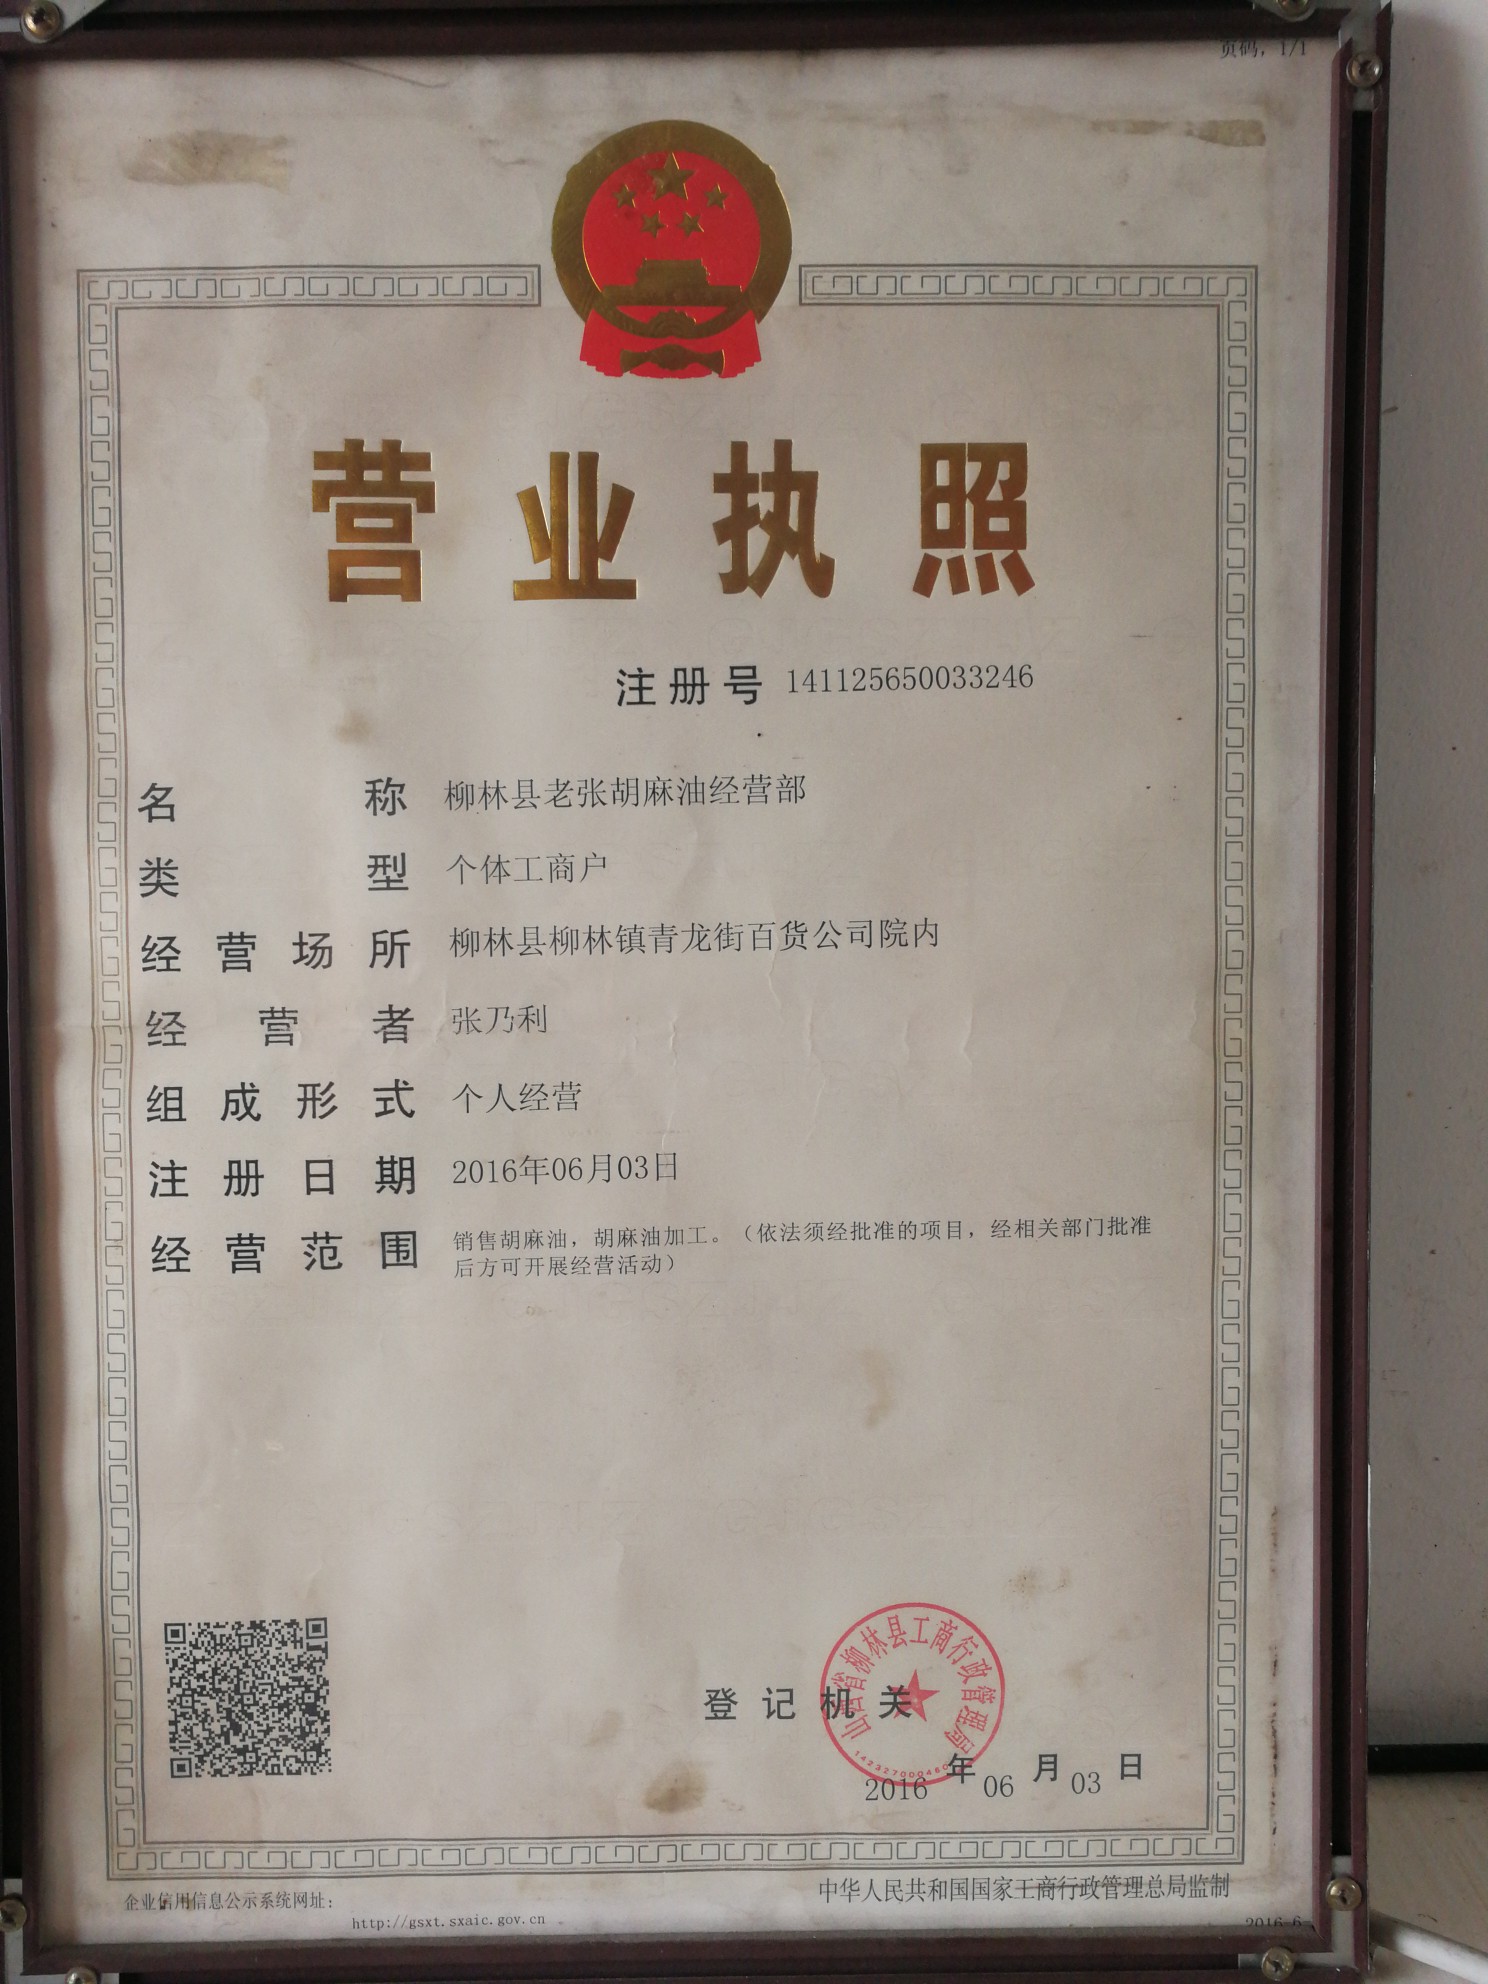 页码，1/1
营业执照
注册号 141125650033246
名称 柳林县老张胡麻油经营部
类型 个体工商户
经营场所 柳林县柳林镇青龙街百货公司院内
经营者 张乃利
组成形式 个人经营
注册日期 2016年06月03日
经营范围 销售胡麻油，胡麻油加工。（依法须经批准的项目，经相关部门批准
后方可开展经营活动）
山西省柳林县工商行政管理局
登记机关
2016年06月03日
企业信用信息公示系统网址：
http://gsxt.sxaic.gov.cn
中华人民共和国国家工商行政管理总局监制